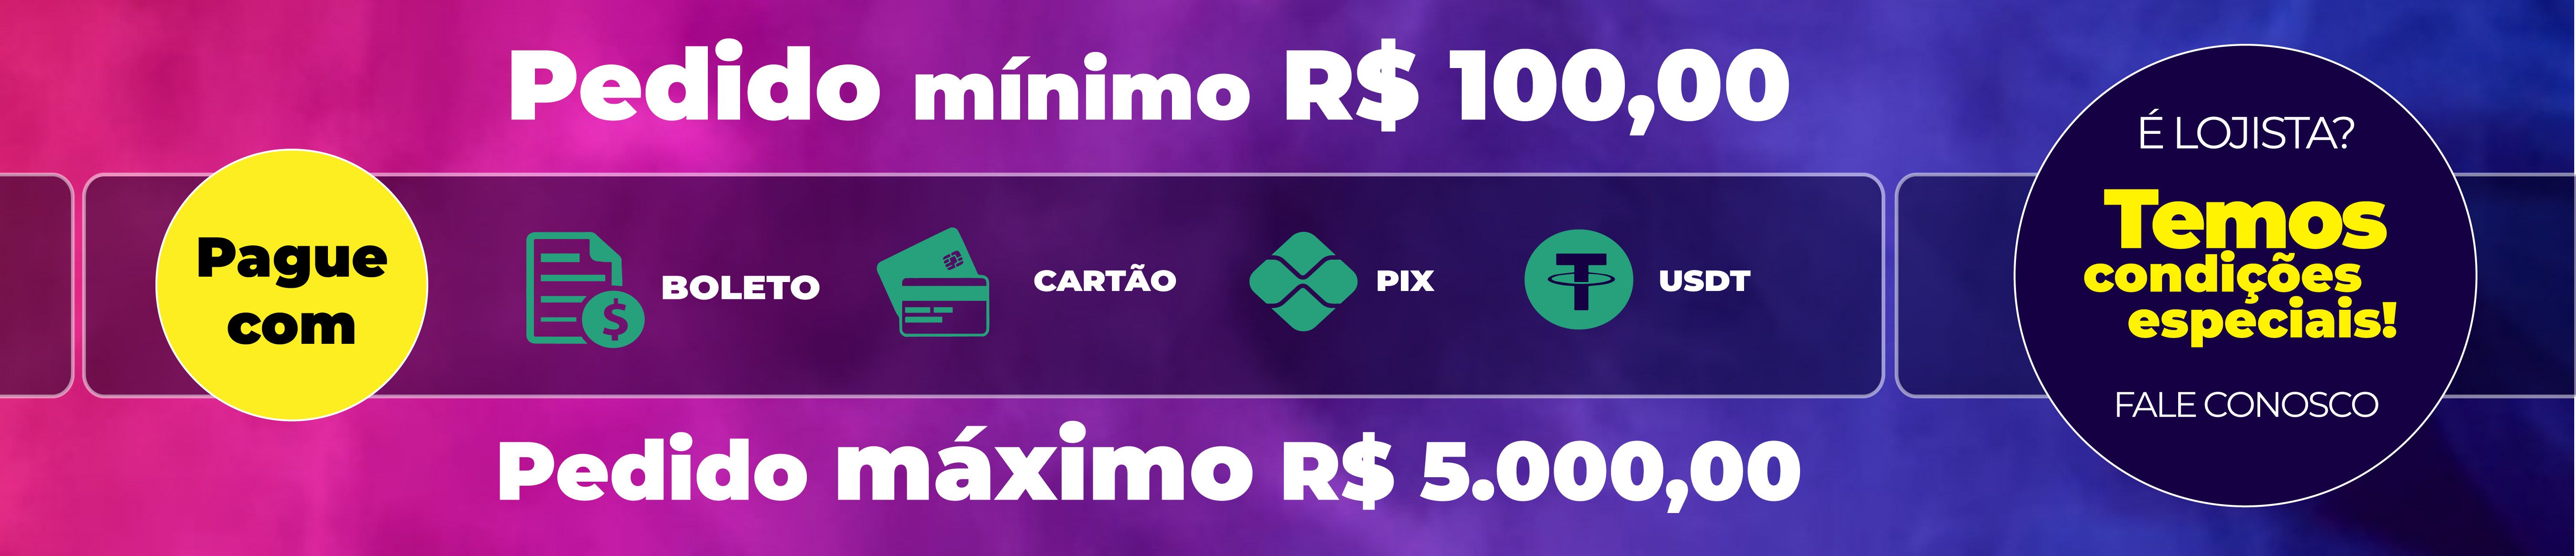 Pedido mínimo R$ 100,00
Pague
com
BOLETO
CARTÃO
PIX
USDT
Pedido máximo R$ 5.000,00
É LOJISTA?
Temos
condições
especiais!
FALE CONOSCO